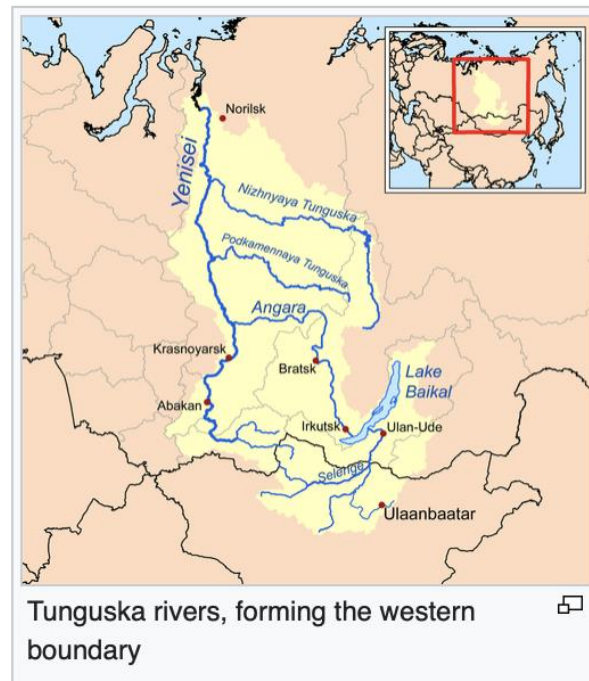 Norilsk
Yenisei
Nizhnyaya Tunguska
Podkamennaya Tunguska
Angara
Krasnoyarsk
Bratsk
Lake
Baikal
Abakan
Irkutsk
Ulan-Ude
Selenge
Ulaanbaatar
Tunguska rivers, forming the western
boundary